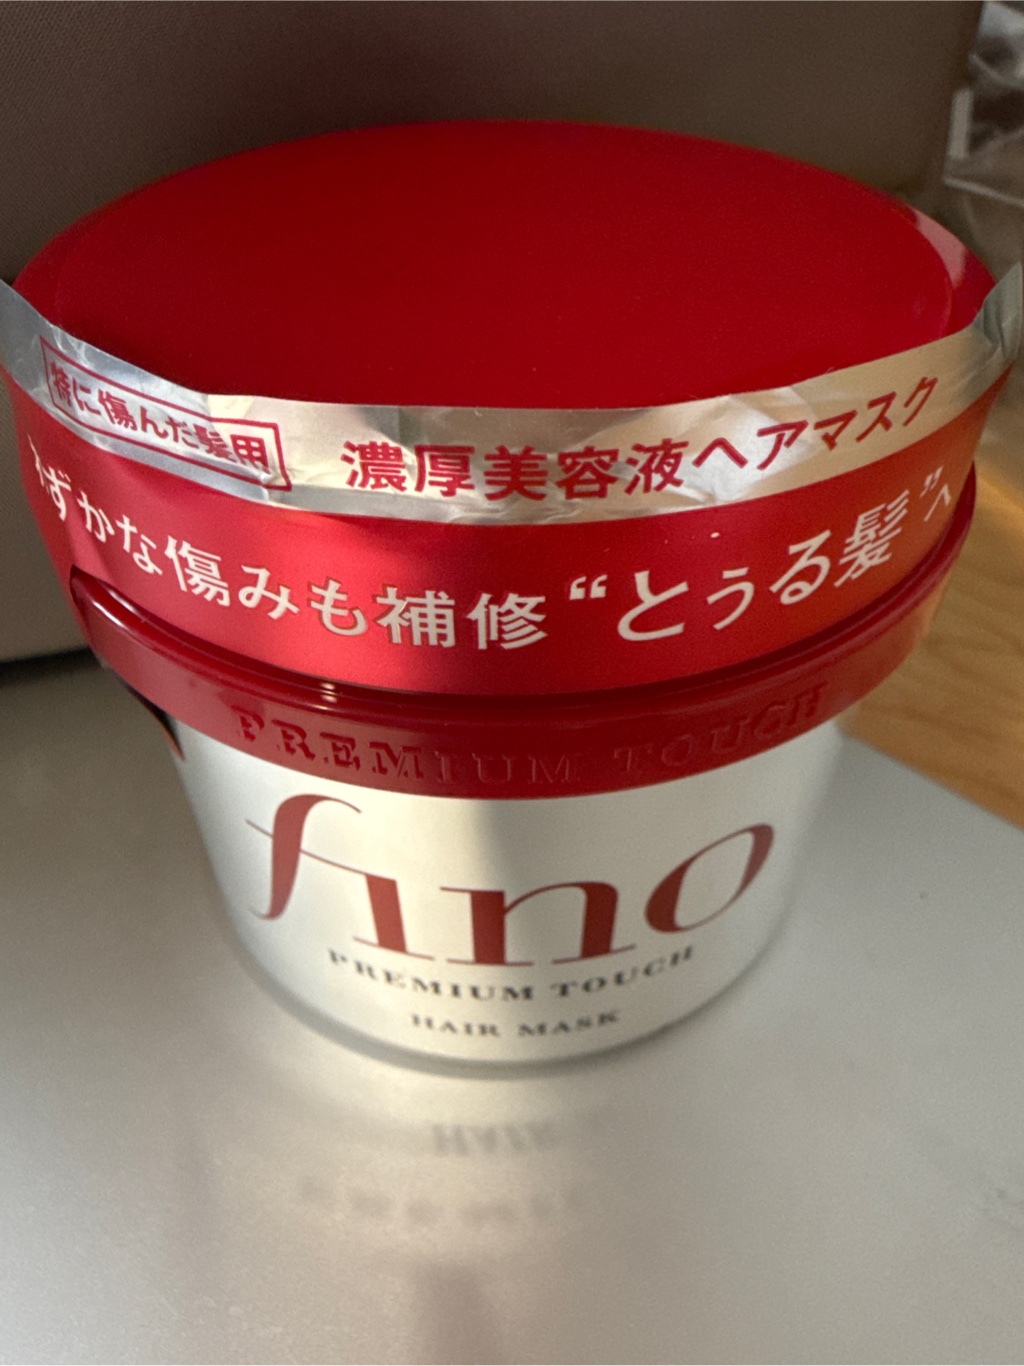 特に傷んだ髪用
濃厚美容液ヘアマスク
わずかな傷みも補修 “とぅる髪”へ
PREMIUM TOUCH
fino
PREMIUM TOUCH
HAIR MASK